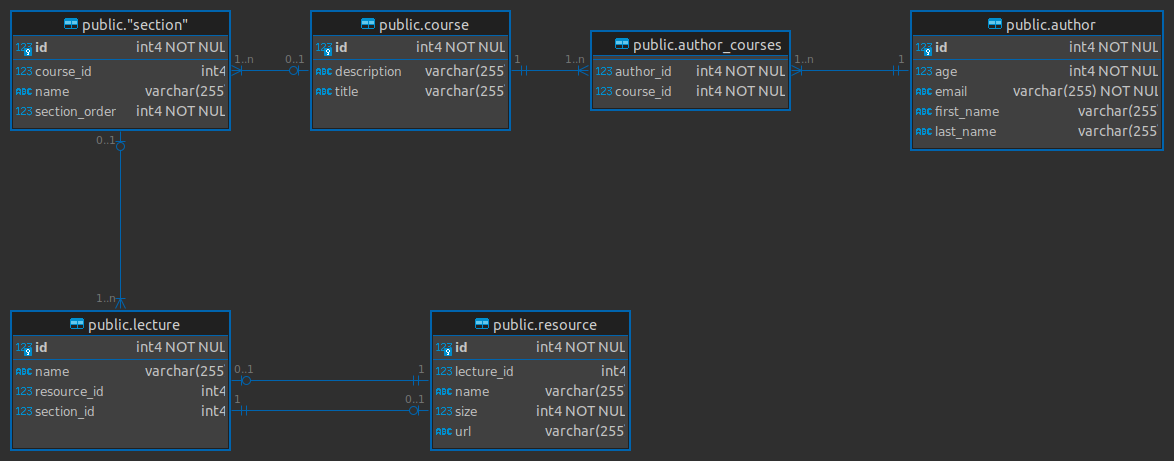 public."section"
123 id int4 NOT NUL
123 course_id int4
ABC name varchar(255
123 section_order int4 NOT NUL
1..n
0..1
public.course
123 id int4 NOT NUL
ABC description varchar(255
ABC title varchar(255
1
1..n
public.author_courses
123 author_id int4 NOT NUL
123 course_id int4 NOT NUL
1..n
1
public.author
123 id int4 NOT NUL
123 age int4 NOT NUL
ABC email varchar(255) NOT NUL
ABC first_name varchar(255
ABC last_name varchar(255
0..1
1..n
public.lecture
123 id int4 NOT NUL
ABC name varchar(255
123 resource_id int4
123 section_id int4
0..1
1
1
0..1
public.resource
123 id int4 NOT NUL
123 lecture_id int4
ABC name varchar(255
123 size int4 NOT NUL
ABC url varchar(255